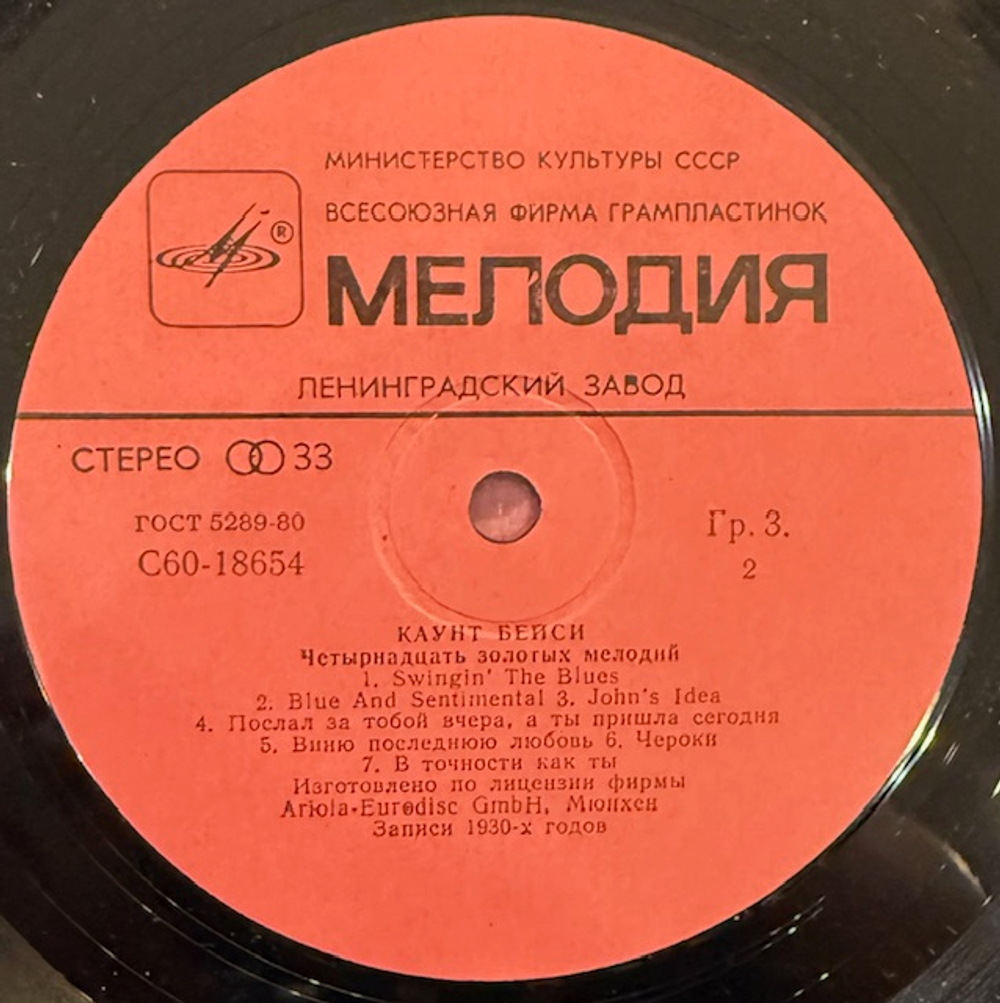 МИНИСТЕРСТВО КУЛЬТУРЫ СССР
ВСЕСОЮЗНАЯ ФИРМА ГРАМПЛАСТИНОК
®
МЕЛОДИЯ
ЛЕНИНГРАДСКИЙ ЗАВОД
СТЕРЕО 33
ГОСТ 5289-80
С60-18654
Гр. 3.
2
КАУНТ БЕЙСИ
Четырнадцать золотых мелодий
1. Swingin' The Blues
2. Blue And Sentimental 3. John's Idea
4. Послал за тобой вчера, а ты пришла сегодня
5. Виню последнюю любовь 6. Чероки
7. В точности как ты
Изготовлено по лицензии фирмы
Ariola-Eurodisc GmbH, Мюнхен
Записи 1930-х годов